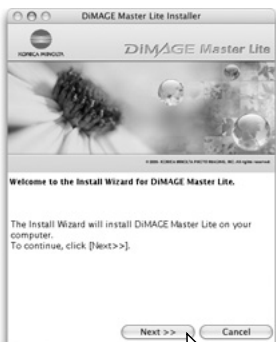 DiMAGE Master Lite Installer
KONICA MINOLTA
DiMAGE Master Lite
Welcome to the Install Wizard for DiMAGE Master Lite.
The Install Wizard will install DiMAGE Master Lite on your
computer.
To continue, click [Next>>].
Next >>
Cancel